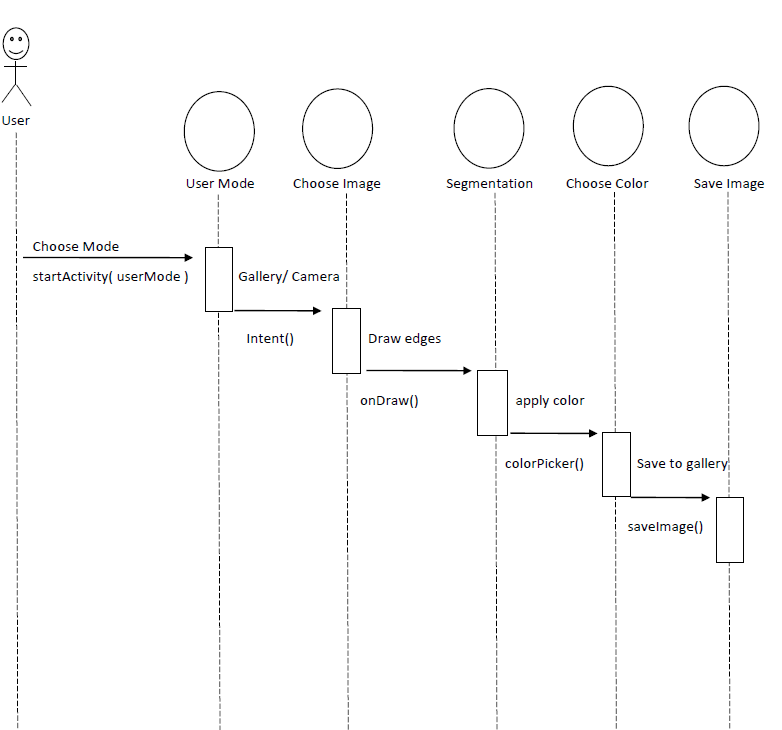 User
User Mode
Choose Image
Segmentation
Choose Color
Save Image
Choose Mode
startActivity( userMode )
Gallery/ Camera
Intent()
Draw edges
onDraw()
apply color
colorPicker()
Save to gallery
saveImage()